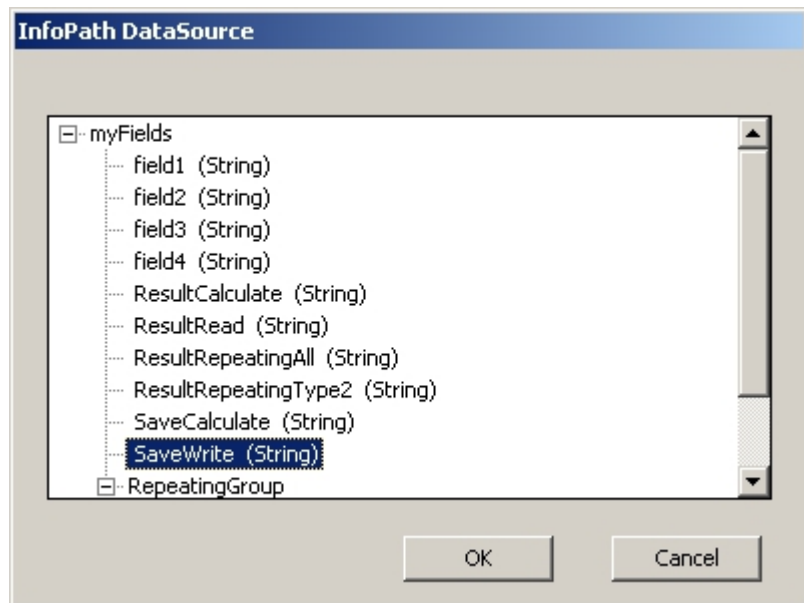 InfoPath DataSource
myFields
field1 (String)
field2 (String)
field3 (String)
field4 (String)
ResultCalculate (String)
ResultRead (String)
ResultRepeatingAll (String)
ResultRepeatingType2 (String)
SaveCalculate (String)
SaveWrite (String)
RepeatingGroup
OK Cancel